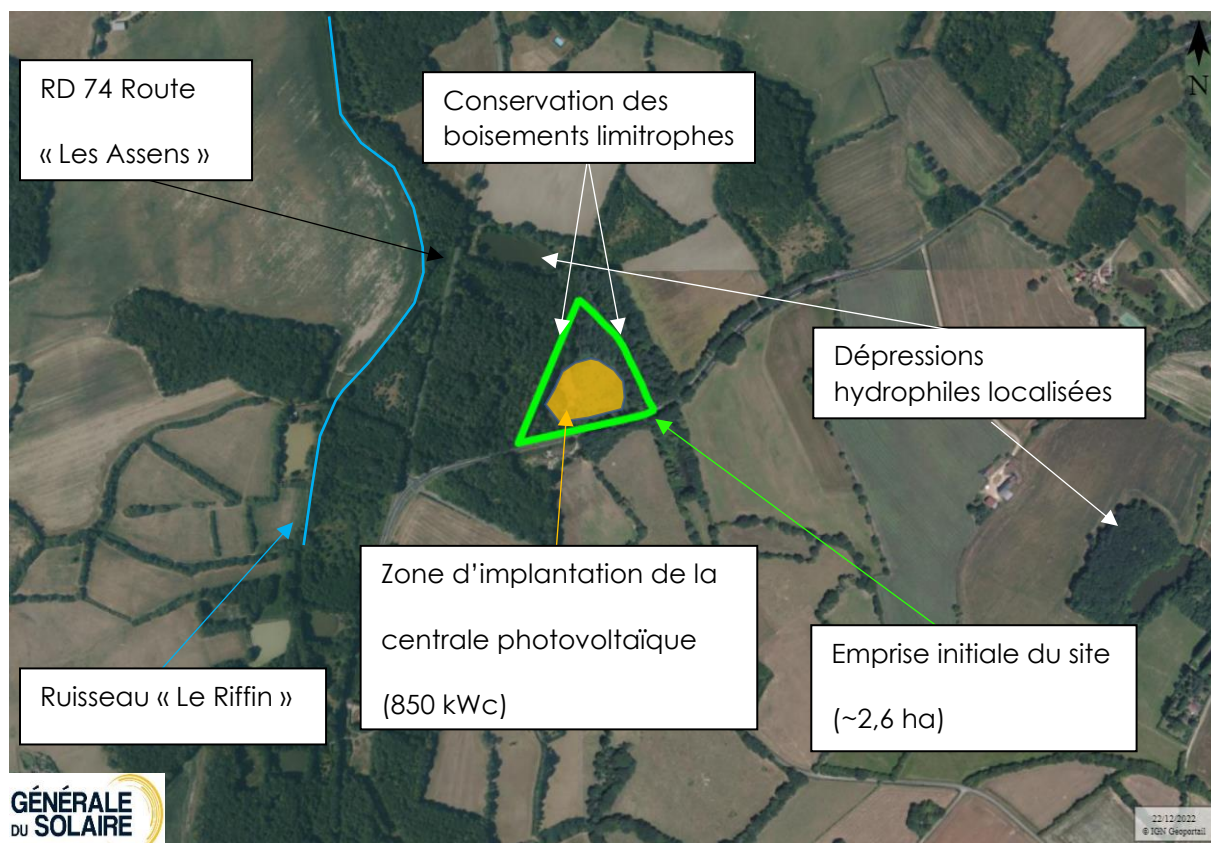 RD 74 Route
« Les Assens »
Conservation des
boisements limitrophes
N
Dépressions
hydrophiles localisées
Zone d’implantation de la
centrale photovoltaïque
(850 kWc)
Emprise initiale du site
(~2,6 ha)
Ruisseau « Le Riffin »
GÉNÉRALE
DU SOLAIRE
22/12/2022
© IGN Géoportail